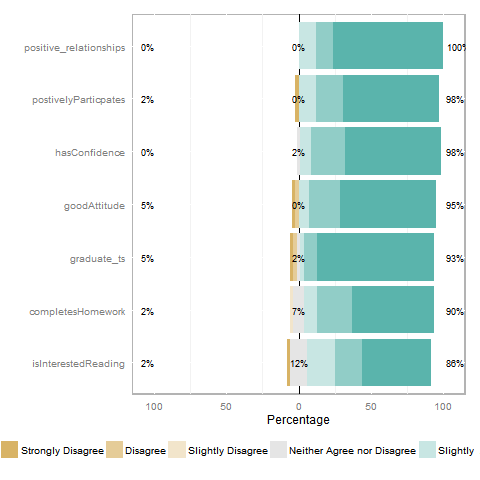 positive_relationships 0% 0% 100%
postivelyParticpates 2% 0% 98%
hasConfidence 0% 2% 98%
goodAttitude 5% 0% 95%
graduate_ts 5% 2% 93%
completesHomework 2% 7% 90%
isInterestedReading 2% 12% 86%
100 50 0 50 100
Percentage
Strongly Disagree Disagree Slightly Disagree Neither Agree nor Disagree Slightly